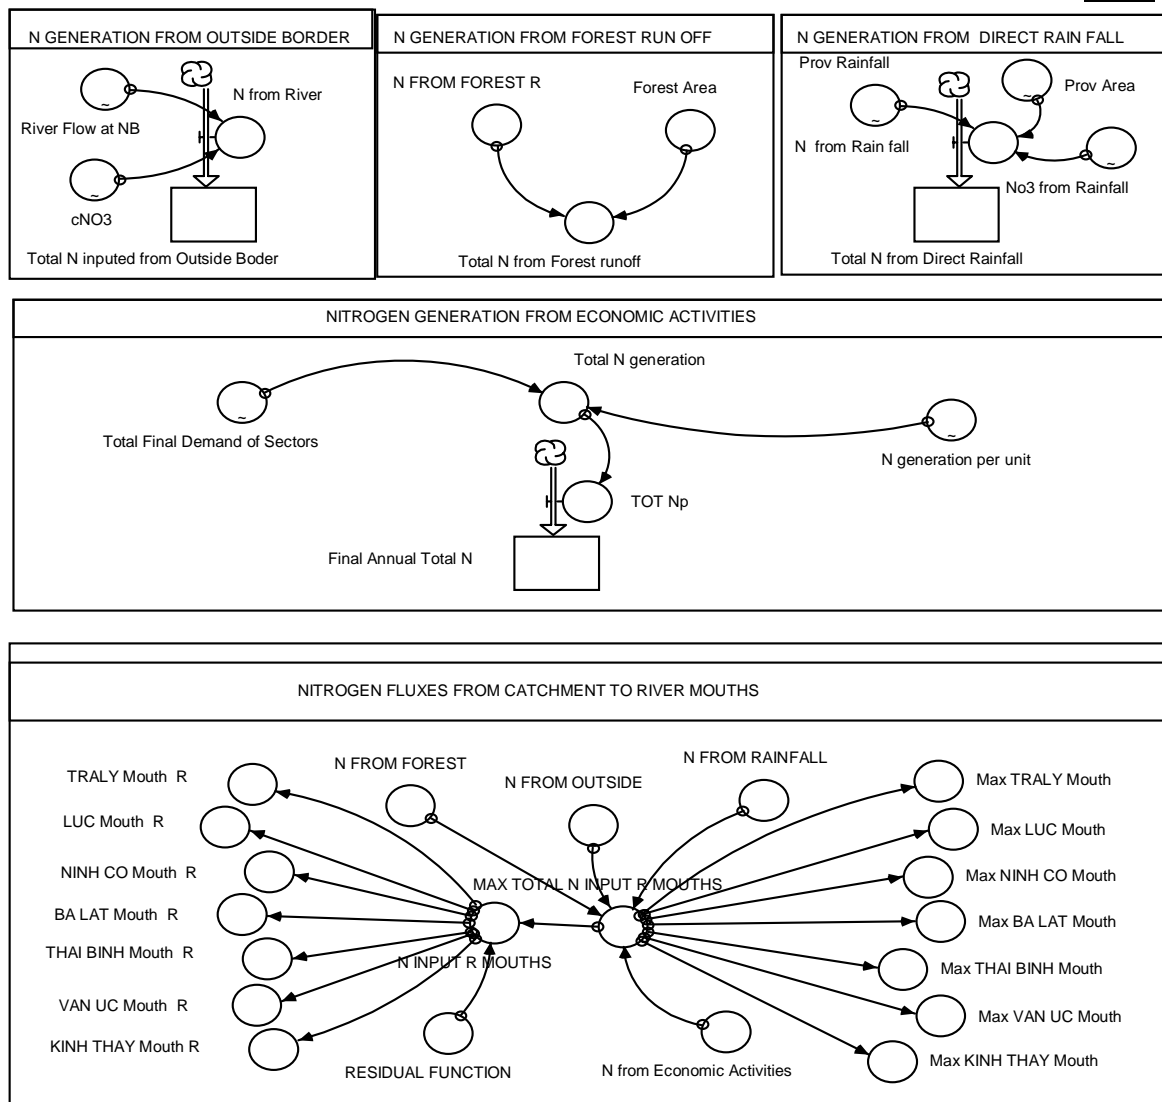 N GENERATION FROM OUTSIDE BORDER
N from River
River Flow at NB
~
cNO3
~
Total N inputed from Outside Boder
N GENERATION FROM FOREST RUN OFF
N FROM FOREST R
Forest Area
Total N from Forest runoff
N GENERATION FROM DIRECT RAIN FALL
Prov Rainfall
~
Prov Area
~
N from Rain fall
~
No3 from Rainfall
Total N from Direct Rainfall
NITROGEN GENERATION FROM ECONOMIC ACTIVITIES
Total N generation
~
Total Final Demand of Sectors
~
N generation per unit
TOT Np
Final Annual Total N
NITROGEN FLUXES FROM CATCHMENT TO RIVER MOUTHS
TRALY Mouth R
LUC Mouth R
NINH CO Mouth R
BA LAT Mouth R
THAI BINH Mouth R
VAN UC Mouth R
KINH THAY Mouth R
N FROM FOREST
N FROM OUTSIDE
N FROM RAINFALL
MAX TOTAL N INPUT R MOUTHS
N INPUT R MOUTHS
RESIDUAL FUNCTION
N from Economic Activities
Max TRALY Mouth
Max LUC Mouth
Max NINH CO Mouth
Max BA LAT Mouth
Max THAI BINH Mouth
Max VAN UC Mouth
Max KINH THAY Mouth